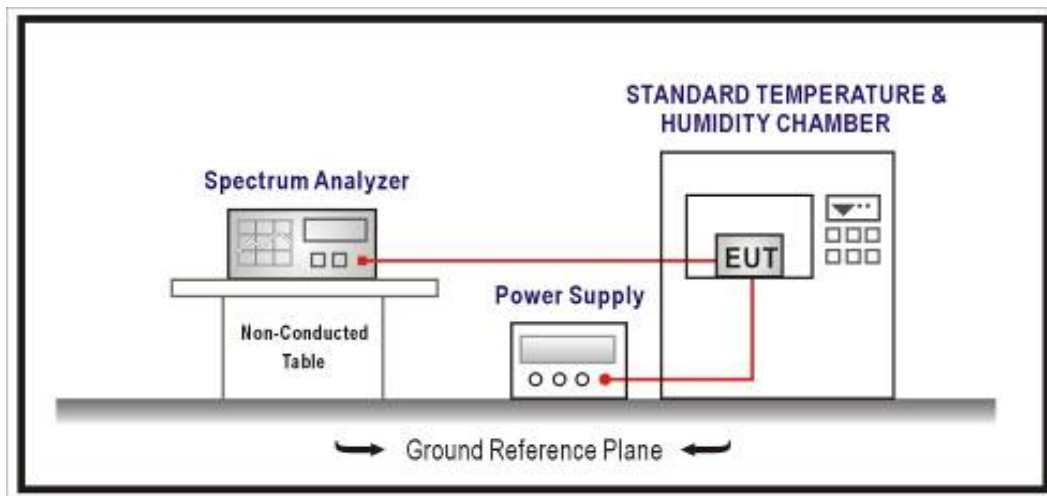 STANDARD TEMPERATURE &
HUMIDITY CHAMBER
Spectrum Analyzer
EUT
Power Supply
Non-Conducted
Table
Ground Reference Plane